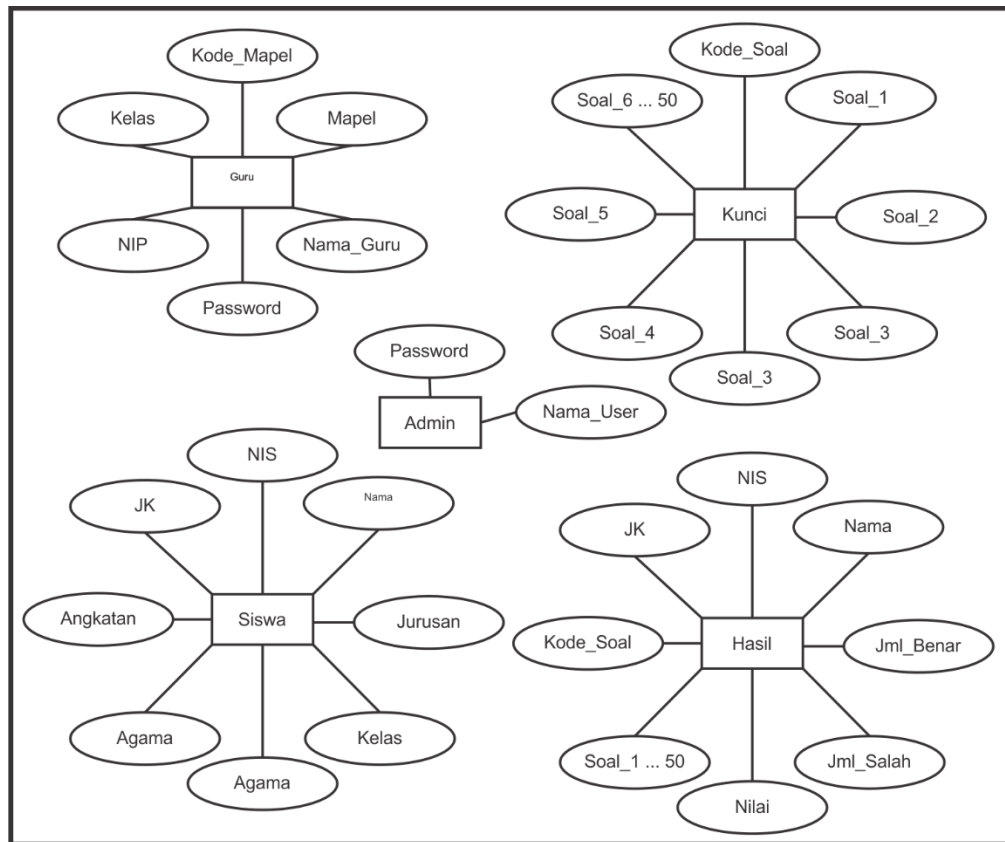 Kode_Mapel
Kelas
Mapel
Guru
NIP
Nama_Guru
Password
Kode_Soal
Soal_6 ... 50
Soal_1
Soal_5
Kunci
Soal_2
Soal_4
Soal_3
Soal_3
Password
Admin
Nama_User
NIS
JK
Nama
Angkatan
Siswa
Jurusan
Agama
Kelas
Agama
NIS
JK
Nama
Kode_Soal
Hasil
Jml_Benar
Soal_1 ... 50
Jml_Salah
Nilai